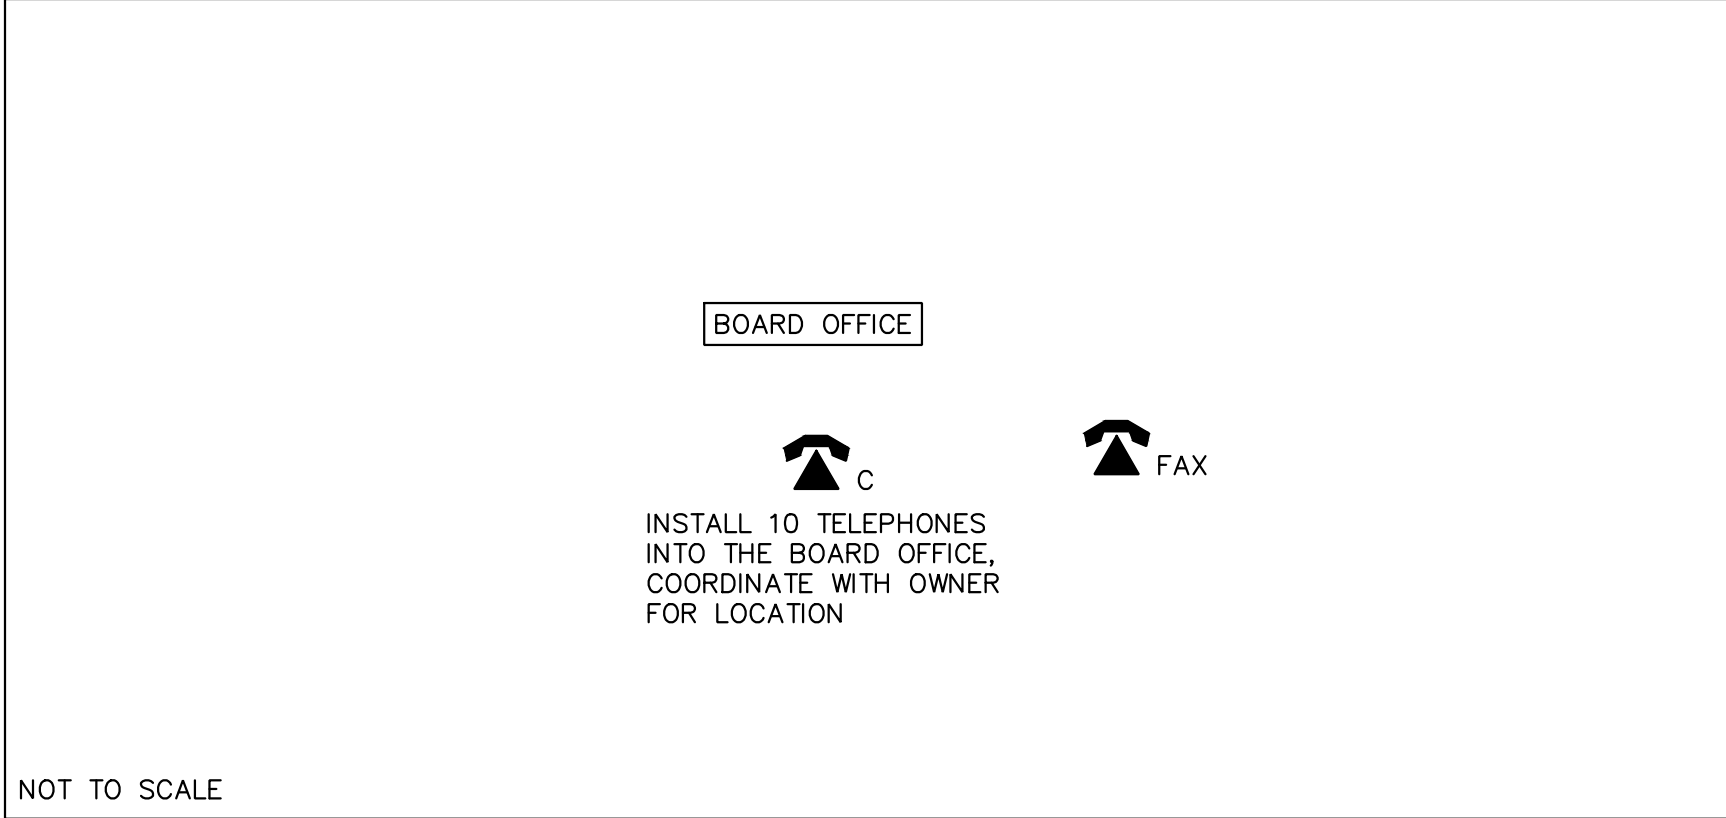 BOARD OFFICE
C
FAX
INSTALL 10 TELEPHONES
INTO THE BOARD OFFICE,
COORDINATE WITH OWNER
FOR LOCATION
NOT TO SCALE